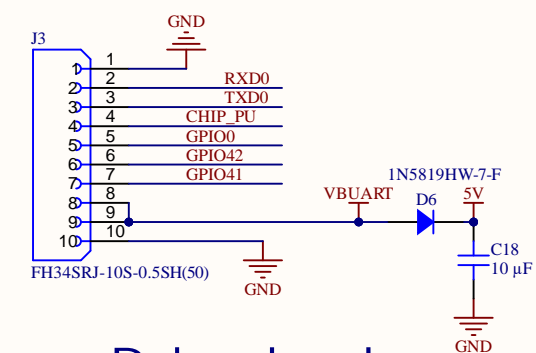 GND
J3
1 1
2 2 RXD0
3 3 TXD0
4 4 CHIP_PU
5 5 GPIO0
6 6 GPIO42
7 7 GPIO41
8 8
9 9
10 10
VBUART
1N5819HW-7-F
D6
5V
C18
10 µF
FH34SRJ-10S-0.5SH(50)
GND
GND